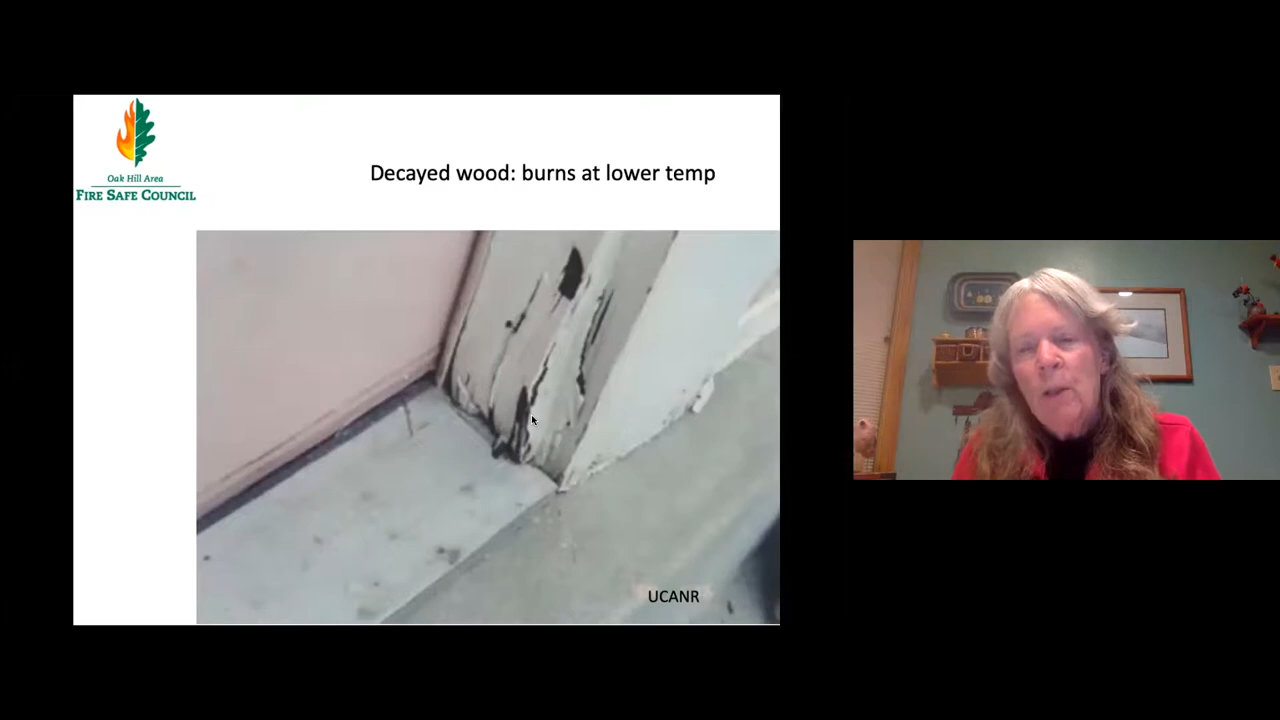 Oak Hill Area
FIRE SAFE COUNCIL
Decayed wood: burns at lower temp
UCANR